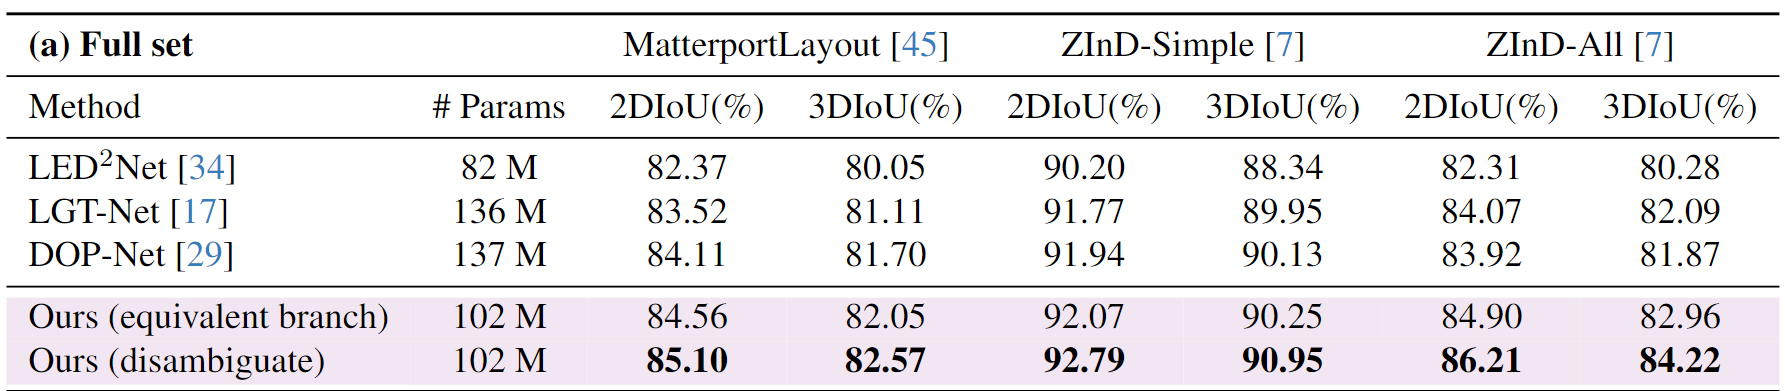 (a) Full set MatterportLayout [45] ZInD-Simple [7] ZInD-All [7]
Method # Params 2DIoU(%) 3DIoU(%) 2DIoU(%) 3DIoU(%) 2DIoU(%) 3DIoU(%)
LED²Net [34] 82 M 82.37 80.05 90.20 88.34 82.31 80.28
LGT-Net [17] 136 M 83.52 81.11 91.77 89.95 84.07 82.09
DOP-Net [29] 137 M 84.11 81.70 91.94 90.13 83.92 81.87
Ours (equivalent branch) 102 M 84.56 82.05 92.07 90.25 84.90 82.96
Ours (disambiguate) 102 M 85.10 82.57 92.79 90.95 86.21 84.22